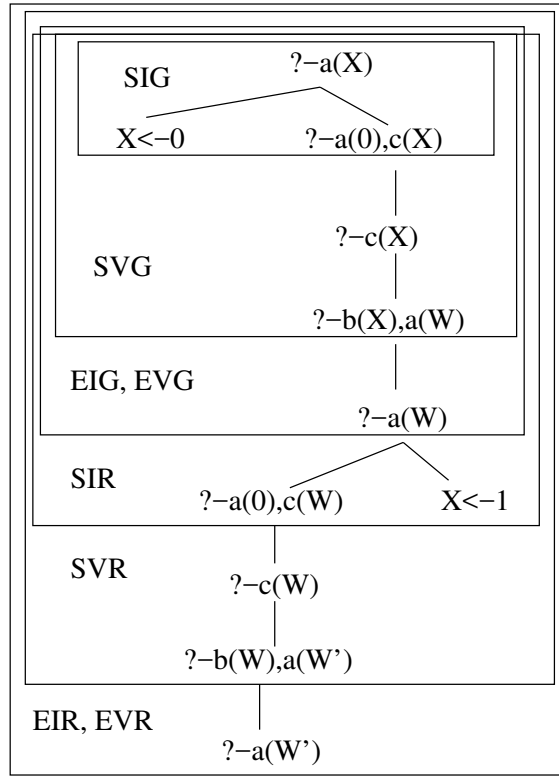 SIG
?−a(X)
X<−0
?−a(0),c(X)
?−c(X)
SVG
?−b(X),a(W)
EIG, EVG
?−a(W)
SIR
?−a(0),c(W)
X<−1
SVR
?−c(W)
?−b(W),a(W’)
EIR, EVR
?−a(W’)